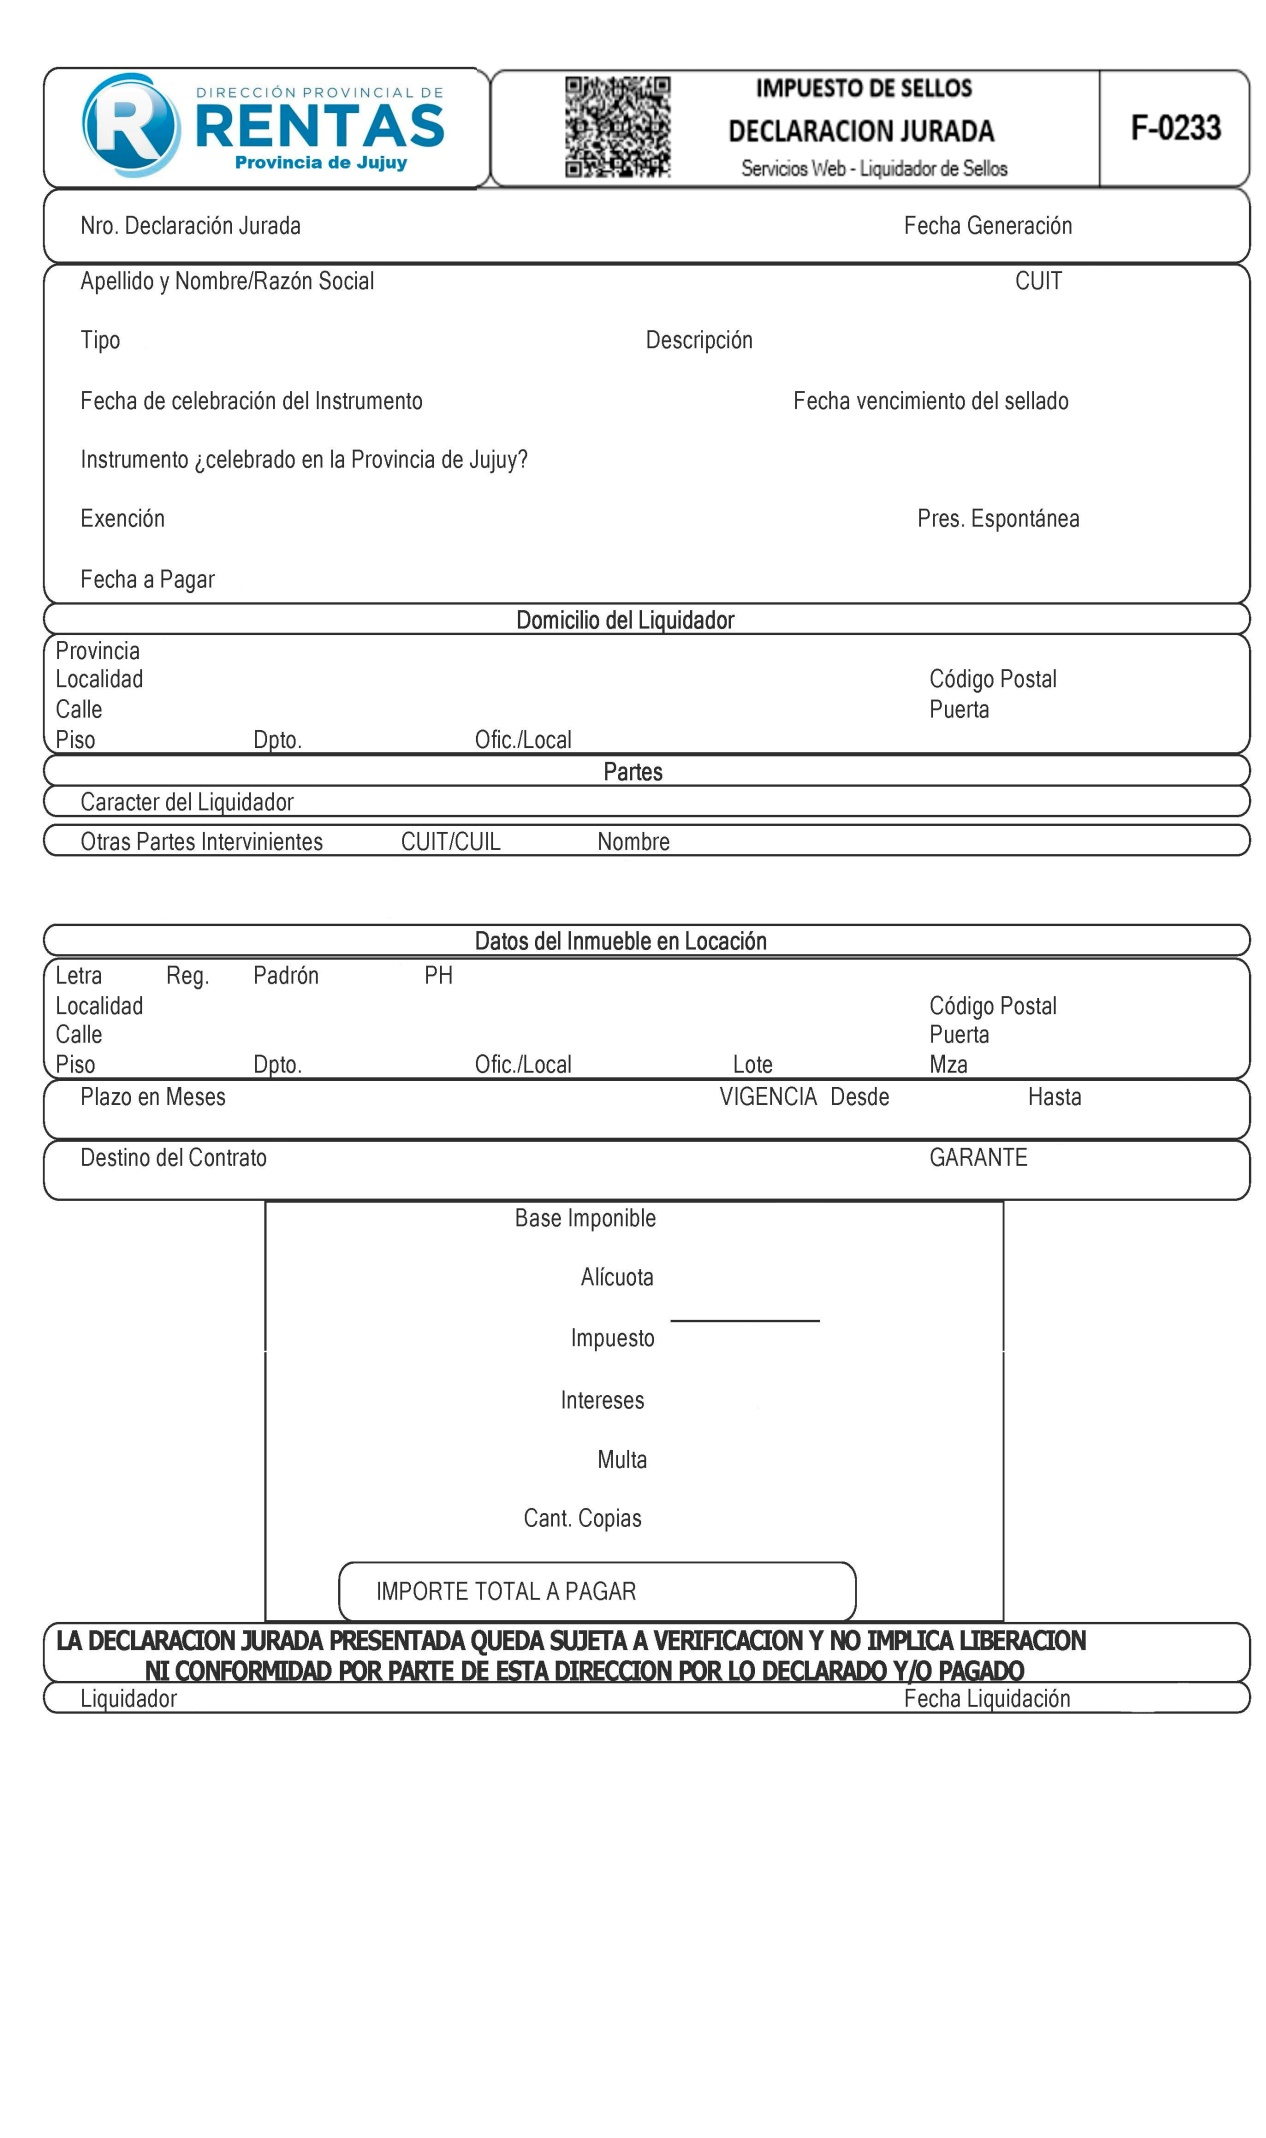 DIRECCIÓN PROVINCIAL DE
RENTAS
Provincia de Jujuy
IMPUESTO DE SELLOS
DECLARACION JURADA
Servicios Web - Liquidador de Sellos
F-0233
Nro. Declaración Jurada Fecha Generación
Apellido y Nombre/Razón Social CUIT
Tipo Descripción
Fecha de celebración del Instrumento Fecha vencimiento del sellado
Instrumento ¿celebrado en la Provincia de Jujuy?
Exención Pres. Espontánea
Fecha a Pagar
Domicilio del Liquidador
Provincia
Localidad Código Postal
Calle Puerta
Piso Dpto. Ofic./Local
Partes
Caracter del Liquidador
Otras Partes Intervinientes CUIT/CUIL Nombre
Datos del Inmueble en Locación
Letra Reg. Padrón PH
Localidad Código Postal
Calle Puerta
Piso Dpto. Ofic./Local Lote Mza
Plazo en Meses VIGENCIA Desde Hasta
Destino del Contrato GARANTE
Base Imponible
Alícuota
Impuesto
Intereses
Multa
Cant. Copias
IMPORTE TOTAL A PAGAR
LA DECLARACION JURADA PRESENTADA QUEDA SUJETA A VERIFICACION Y NO IMPLICA LIBERACION
NI CONFORMIDAD POR PARTE DE ESTA DIRECCION POR LO DECLARADO Y/O PAGADO
Liquidador Fecha Liquidación